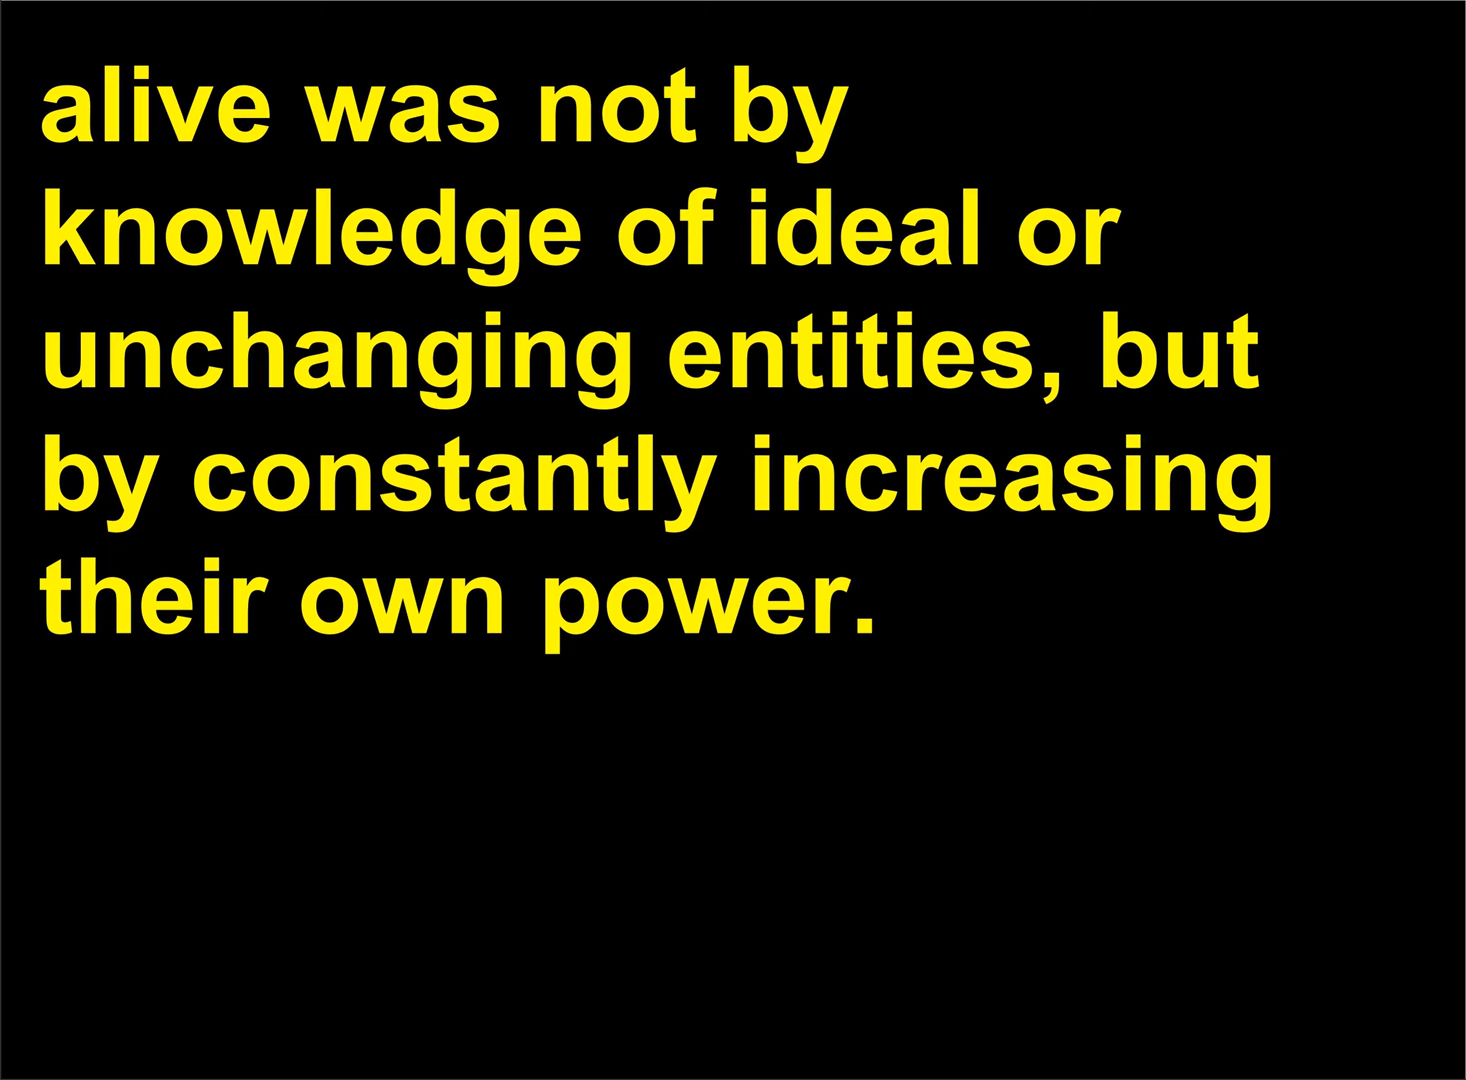 alive was not by
knowledge of ideal or
unchanging entities, but
by constantly increasing
their own power.